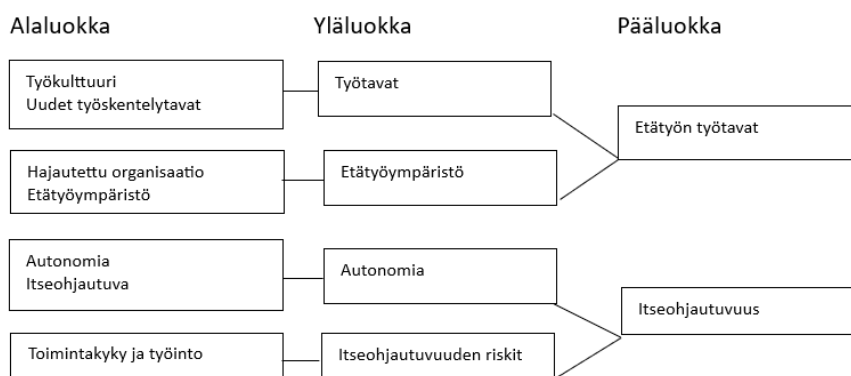 Alaluokka
Yläluokka
Pääluokka
Työkulttuuri
Uudet työskentelytavat
Työtavat
Etätyön työtavat
Hajautettu organisaatio
Etätyöympäristö
Etätyöympäristö
Autonomia
Itseohjautuva
Autonomia
Itseohjautuvuus
Toimintakyky ja työinto
Itseohjautuvuuden riskit